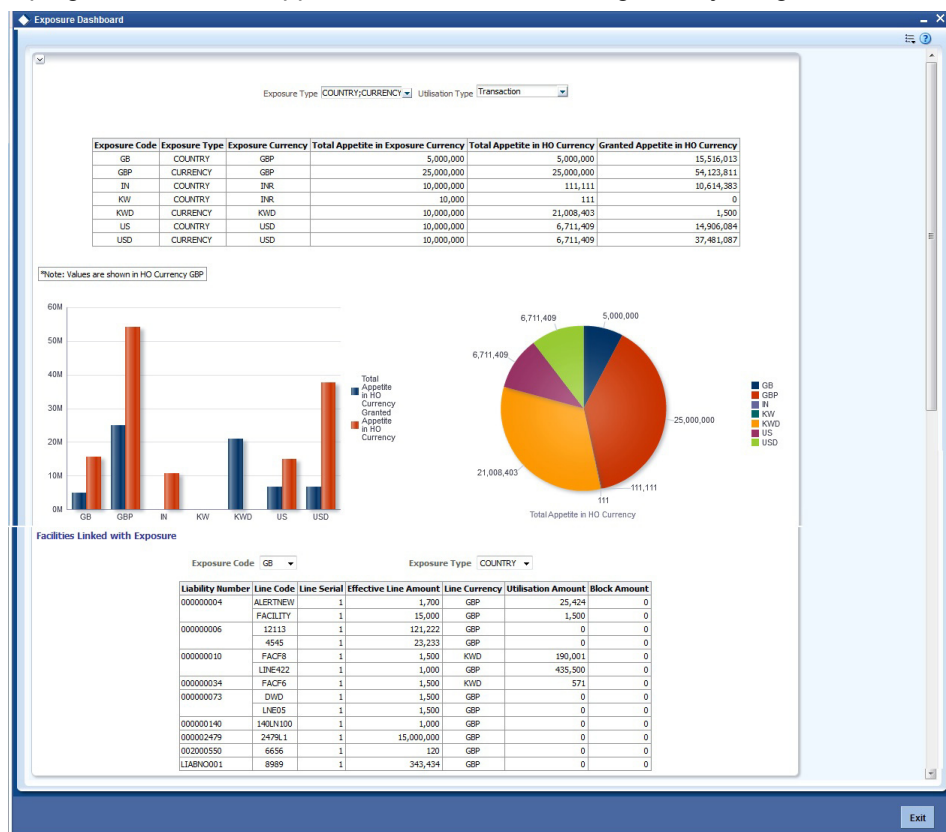 Exposure Dashboard
Exposure Type COUNTRY;CURRENCY Utilisation Type Transaction
Exposure Code Exposure Type Exposure Currency Total Appetite in Exposure Currency Total Appetite in HO Currency Granted Appetite in HO Currency
GB COUNTRY GBP 5,000,000 5,000,000 15,516,013
GBP CURRENCY GBP 25,000,000 25,000,000 54,123,811
IN COUNTRY INR 10,000,000 111,111 10,614,383
KW COUNTRY INR 10,000 111 0
KWD CURRENCY KWD 10,000,000 21,008,403 1,500
US COUNTRY USD 10,000,000 6,711,409 14,906,084
USD CURRENCY USD 10,000,000 6,711,409 37,481,087
*Note: Values are shown in HO Currency GBP
60M
50M
40M
30M
20M
10M
0M
GB GBP IN KW KWD US USD
Total
Appetite
in HO
Currency
Granted
Appetite
in HO
Currency
6,711,409
5,000,000
6,711,409
25,000,000
21,008,403
111,111
111
Total Appetite in HO Currency
GB
GBP
IN
KW
KWD
US
USD
Facilities Linked with Exposure
Exposure Code GB Exposure Type COUNTRY
Liability Number Line Code Line Serial Effective Line Amount Line Currency Utilisation Amount Block Amount
000000004 ALERTNEW 1 1,700 GBP 25,424 0
FACILITY 1 15,000 GBP 1,500 0
000000006 12113 1 121,222 GBP 0 0
4545 1 23,233 GBP 0 0
000000010 FACF8 1 1,500 KWD 190,001 0
LINE422 1 1,000 GBP 435,500 0
000000034 FACF6 1 1,500 KWD 571 0
000000073 DWD 1 1,500 GBP 0 0
LNE05 1 1,500 GBP 0 0
000000140 140LN100 1 1,000 GBP 0 0
000002479 2479L1 1 15,000,000 GBP 0 0
002000550 6656 1 120 GBP 0 0
LIABNO001 8989 1 343,434 GBP 0 0
Exit